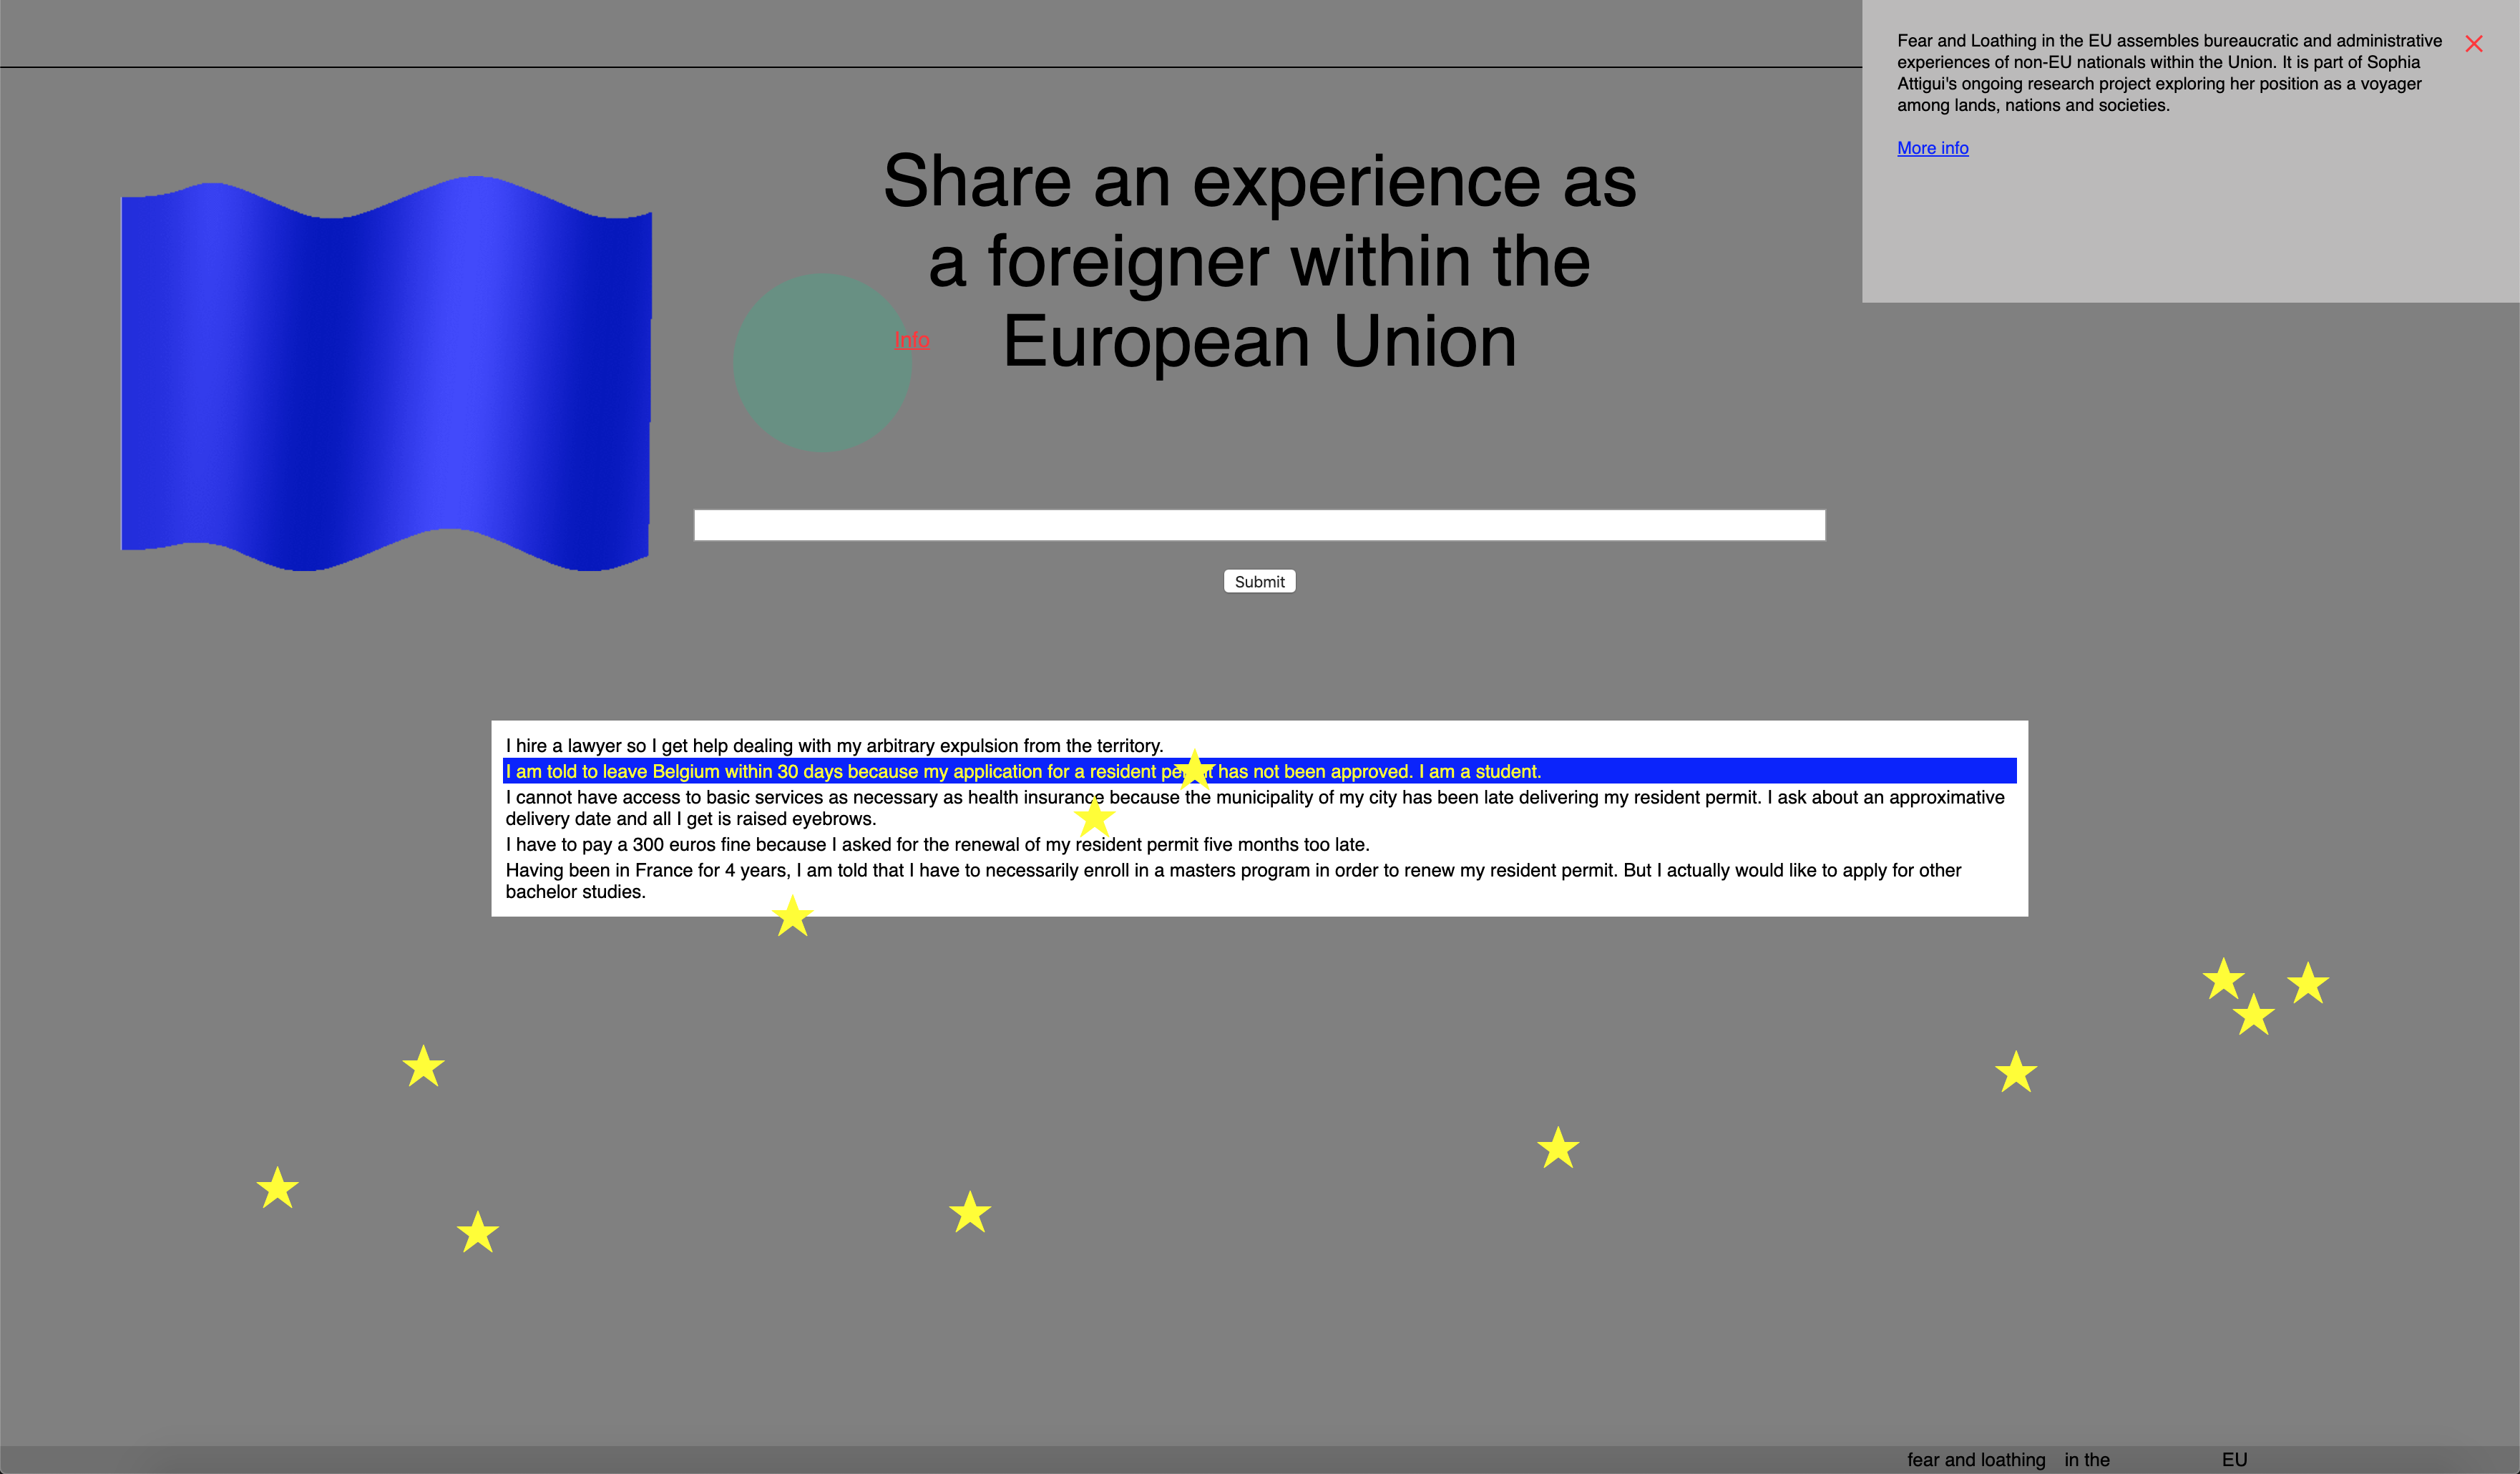 Fear and Loathing in the EU assembles bureaucratic and administrative
experiences of non-EU nationals within the Union. It is part of Sophia
Attigui's ongoing research project exploring her position as a voyager
among lands, nations and societies.
More info
Share an experience as
a foreigner within the
European Union
Info
Submit
I hire a lawyer so I get help dealing with my arbitrary expulsion from the territory.
I am told to leave Belgium within 30 days because my application for a resident permit has not been approved. I am a student.
I cannot have access to basic services as necessary as health insurance because the municipality of my city has been late delivering my resident permit. I ask about an approximative
delivery date and all I get is raised eyebrows.
I have to pay a 300 euros fine because I asked for the renewal of my resident permit five months too late.
Having been in France for 4 years, I am told that I have to necessarily enroll in a masters program in order to renew my resident permit. But I actually would like to apply for other
bachelor studies.
fear and loathing in the EU